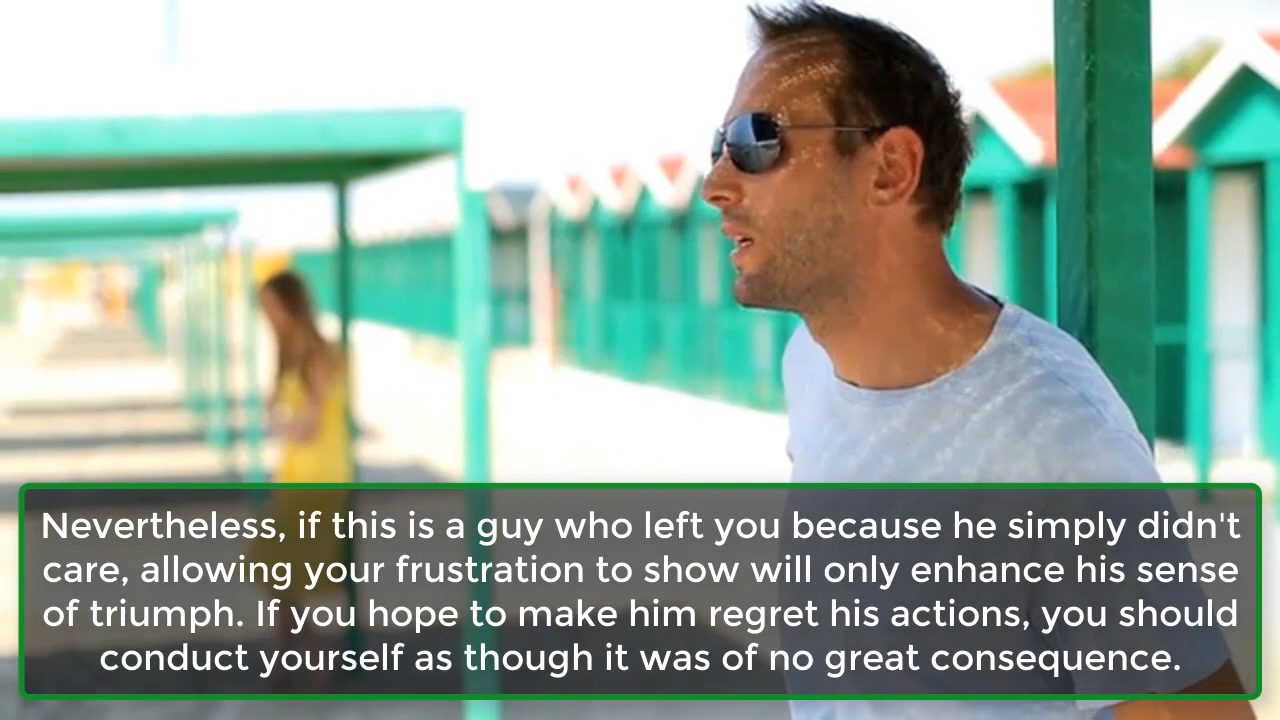 Nevertheless, if this is a guy who left you because he simply didn't
care, allowing your frustration to show will only enhance his sense
of triumph. If you hope to make him regret his actions, you should
conduct yourself as though it was of no great consequence.